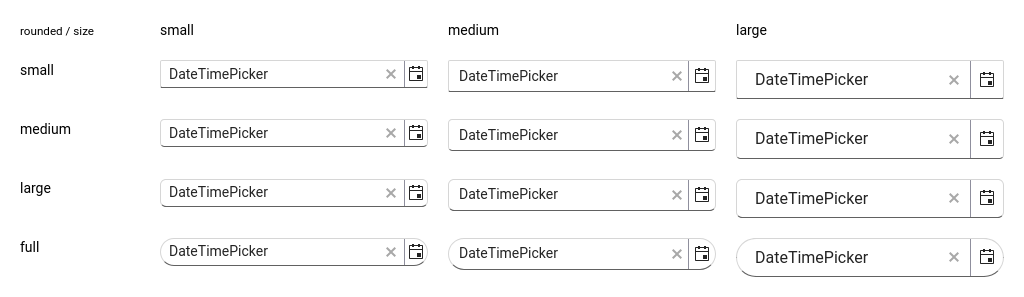 rounded / size small medium large
small DateTimePicker DateTimePicker DateTimePicker
medium DateTimePicker DateTimePicker DateTimePicker
large DateTimePicker DateTimePicker DateTimePicker
full DateTimePicker DateTimePicker DateTimePicker